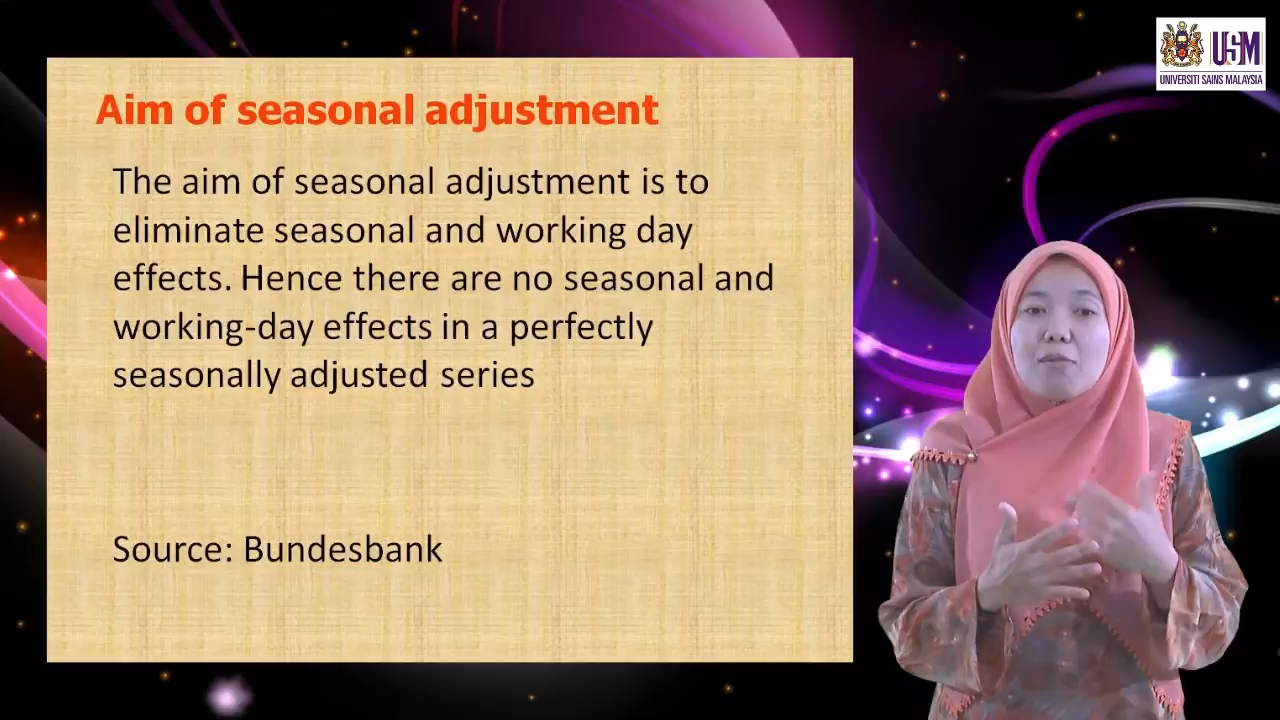 USM
UNIVERSITI SAINS MALAYSIA
Aim of seasonal adjustment
The aim of seasonal adjustment is to
eliminate seasonal and working day
effects. Hence there are no seasonal and
working-day effects in a perfectly
seasonally adjusted series
Source: Bundesbank